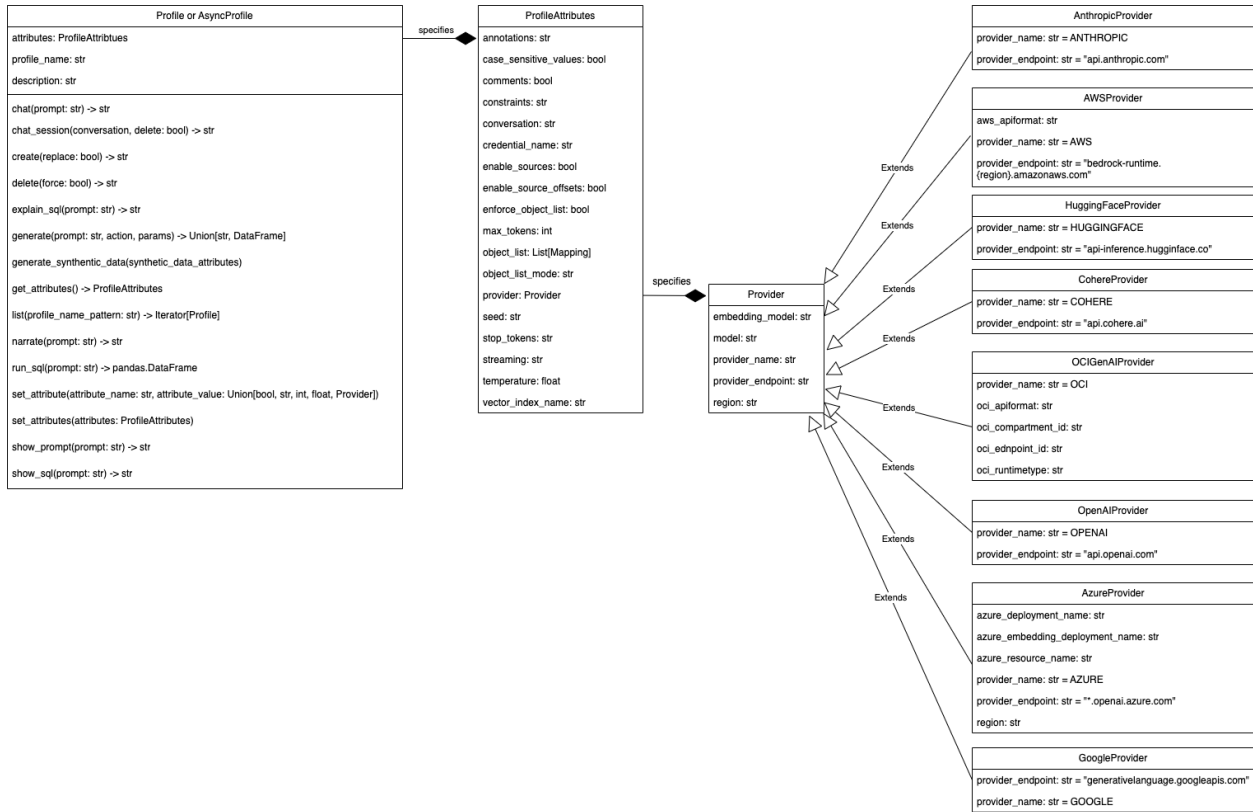 Profile or AsyncProfile
attributes: ProfileAttribtues
profile_name: str
description: str
chat(prompt: str) -> str
chat_session(conversation, delete: bool) -> str
create(replace: bool) -> str
delete(force: bool) -> str
explain_sql(prompt: str) -> str
generate(prompt: str, action, params) -> Union[str, DataFrame]
generate_synthentic_data(synthetic_data_attributes)
get_attributes() -> ProfileAttributes
list(profile_name_pattern: str) -> Iterator[Profile]
narrate(prompt: str) -> str
run_sql(prompt: str) -> pandas.DataFrame
set_attribute(attribute_name: str, attribute_value: Union[bool, str, int, float, Provider])
set_attributes(attributes: ProfileAttributes)
show_prompt(prompt: str) -> str
show_sql(prompt: str) -> str
specifies
ProfileAttributes
annotations: str
case_sensitive_values: bool
comments: bool
constraints: str
conversation: str
credential_name: str
enable_sources: bool
enable_source_offsets: bool
enforce_object_list: bool
max_tokens: int
object_list: List[Mapping]
object_list_mode: str
provider: Provider
seed: str
stop_tokens: str
streaming: str
temperature: float
vector_index_name: str
specifies
Provider
embedding_model: str
model: str
provider_name: str
provider_endpoint: str
region: str
Extends
Extends
Extends
Extends
Extends
Extends
Extends
Extends
AnthropicProvider
provider_name: str = ANTHROPIC
provider_endpoint: str = "api.anthropic.com"
AWSProvider
aws_apiformat: str
provider_name: str = AWS
provider_endpoint: str = "bedrock-runtime.
{region}.amazonaws.com"
HuggingFaceProvider
provider_name: str = HUGGINGFACE
provider_endpoint: str = "api-inference.hugginface.co"
CohereProvider
provider_name: str = COHERE
provider_endpoint: str = "api.cohere.ai"
OCIGenAIProvider
provider_name: str = OCI
oci_apiformat: str
oci_compartment_id: str
oci_ednpoint_id: str
oci_runtimetype: str
OpenAIProvider
provider_name: str = OPENAI
provider_endpoint: str = "api.openai.com"
AzureProvider
azure_deployment_name: str
azure_embedding_deployment_name: str
azure_resource_name: str
provider_name: str = AZURE
provider_endpoint: str = "*.openai.azure.com"
region: str
GoogleProvider
provider_endpoint: str = "generativelanguage.googleapis.com"
provider_name: str = GOOGLE